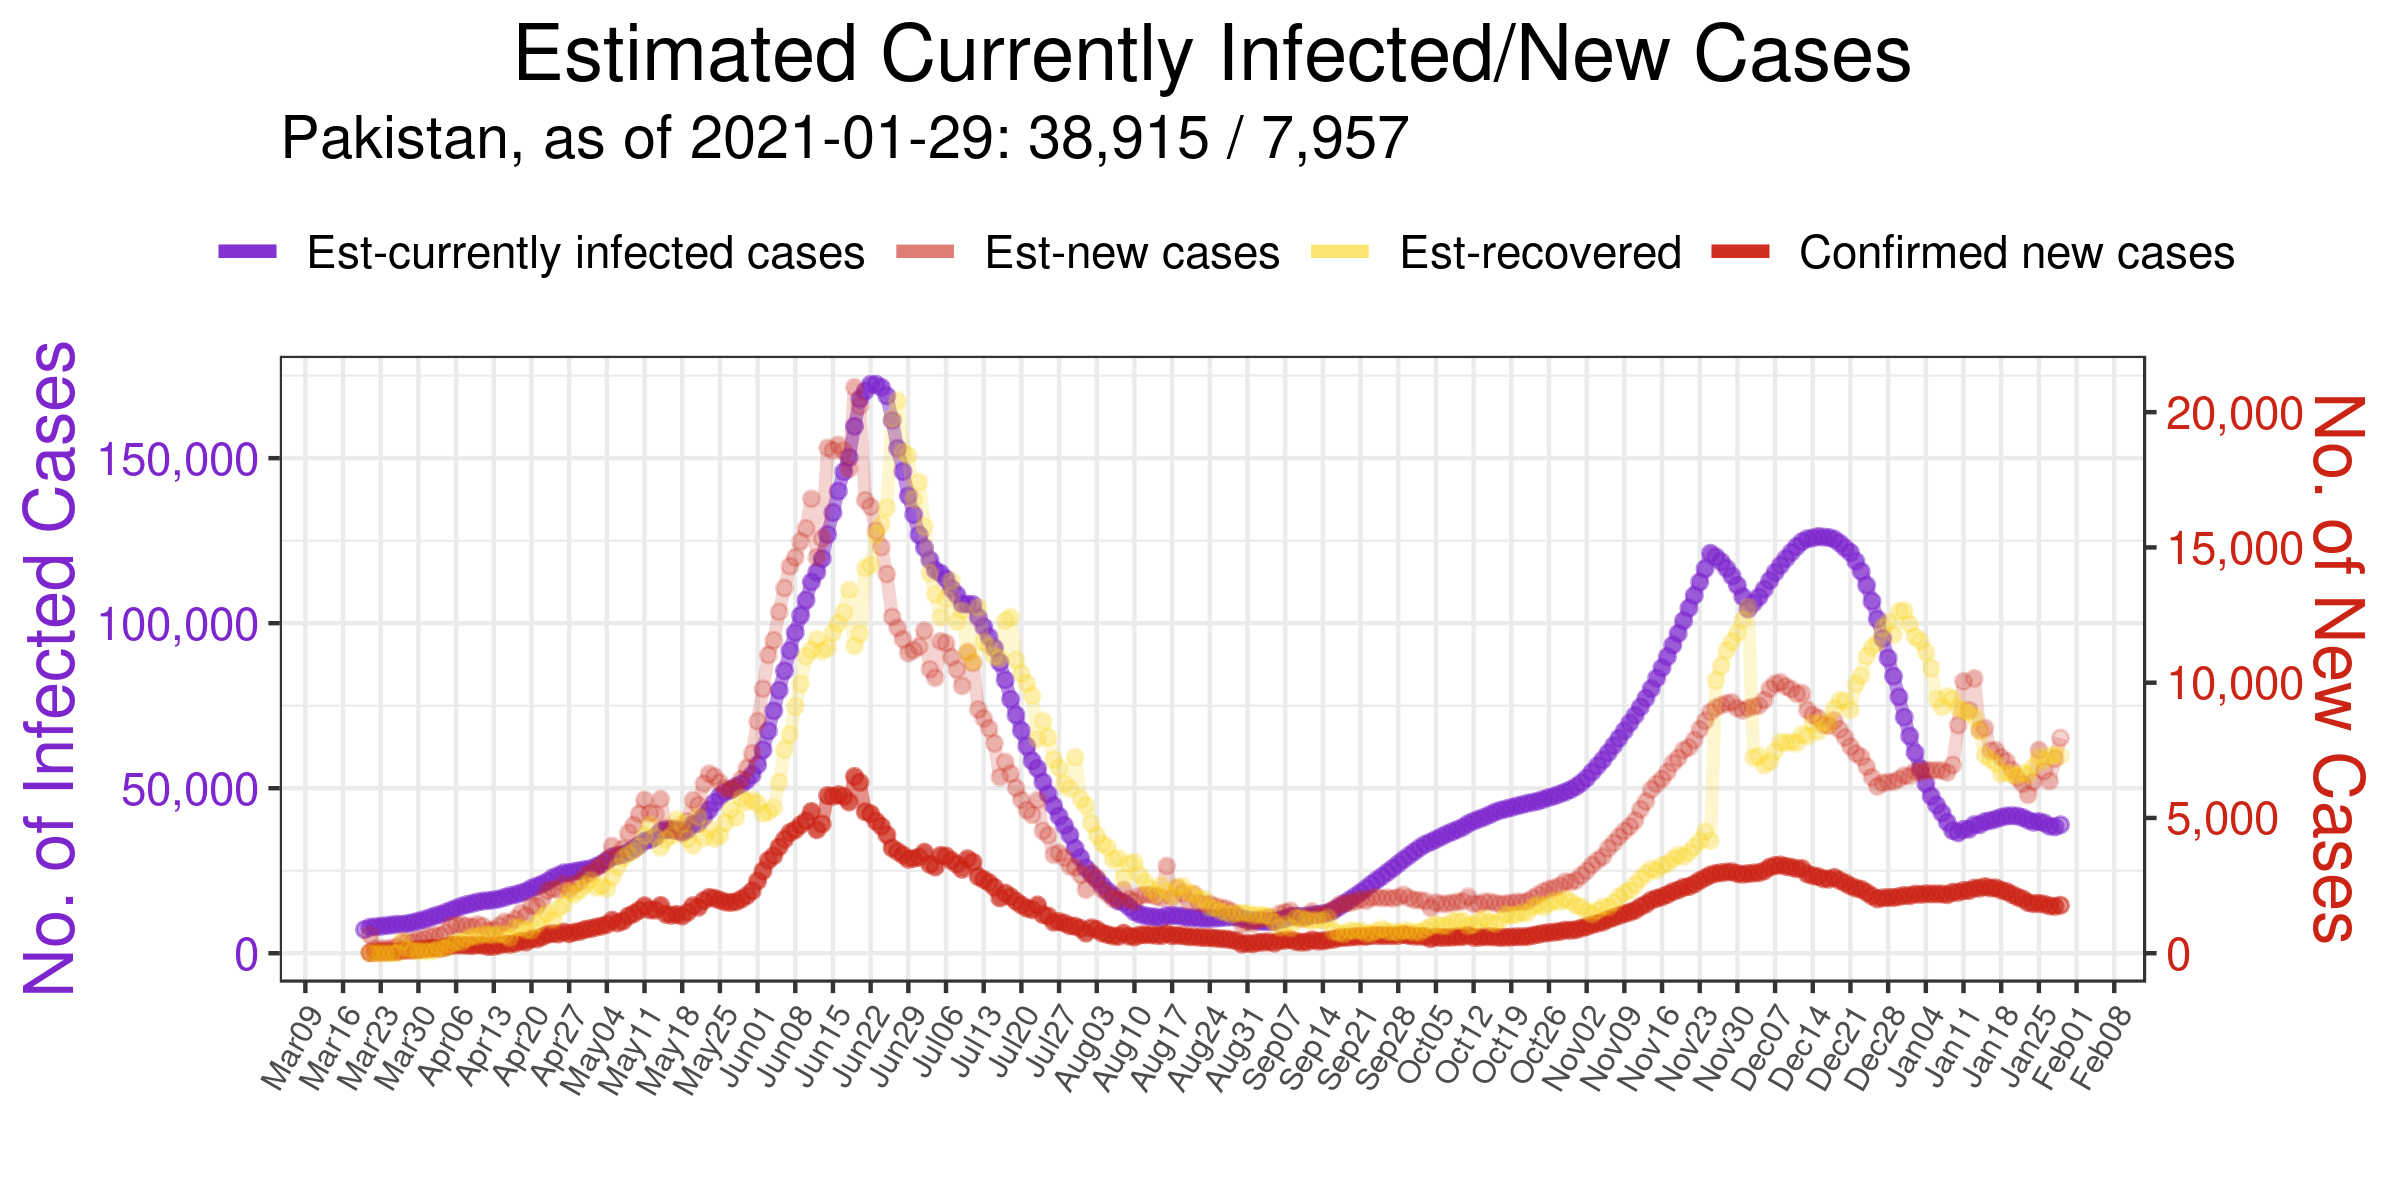 Estimated Currently Infected/New Cases
Pakistan, as of 2021-01-29: 38,915 / 7,957
Est-currently infected cases Est-new cases Est-recovered Confirmed new cases
No. of Infected Cases
150,000
100,000
50,000
0
20,000
15,000
10,000
5,000
0
No. of New Cases
Mar09 Mar16 Mar23 Mar30 Apr06 Apr13 Apr20 Apr27 May04 May11 May18 May25 Jun01 Jun08 Jun15 Jun22 Jun29 Jul06 Jul13 Jul20 Jul27 Aug03 Aug10 Aug17 Aug24 Aug31 Sep07 Sep14 Sep21 Sep28 Oct05 Oct12 Oct19 Oct26 Nov02 Nov09 Nov16 Nov23 Nov30 Dec07 Dec14 Dec21 Dec28 Jan04 Jan11 Jan18 Jan25 Feb01 Feb08